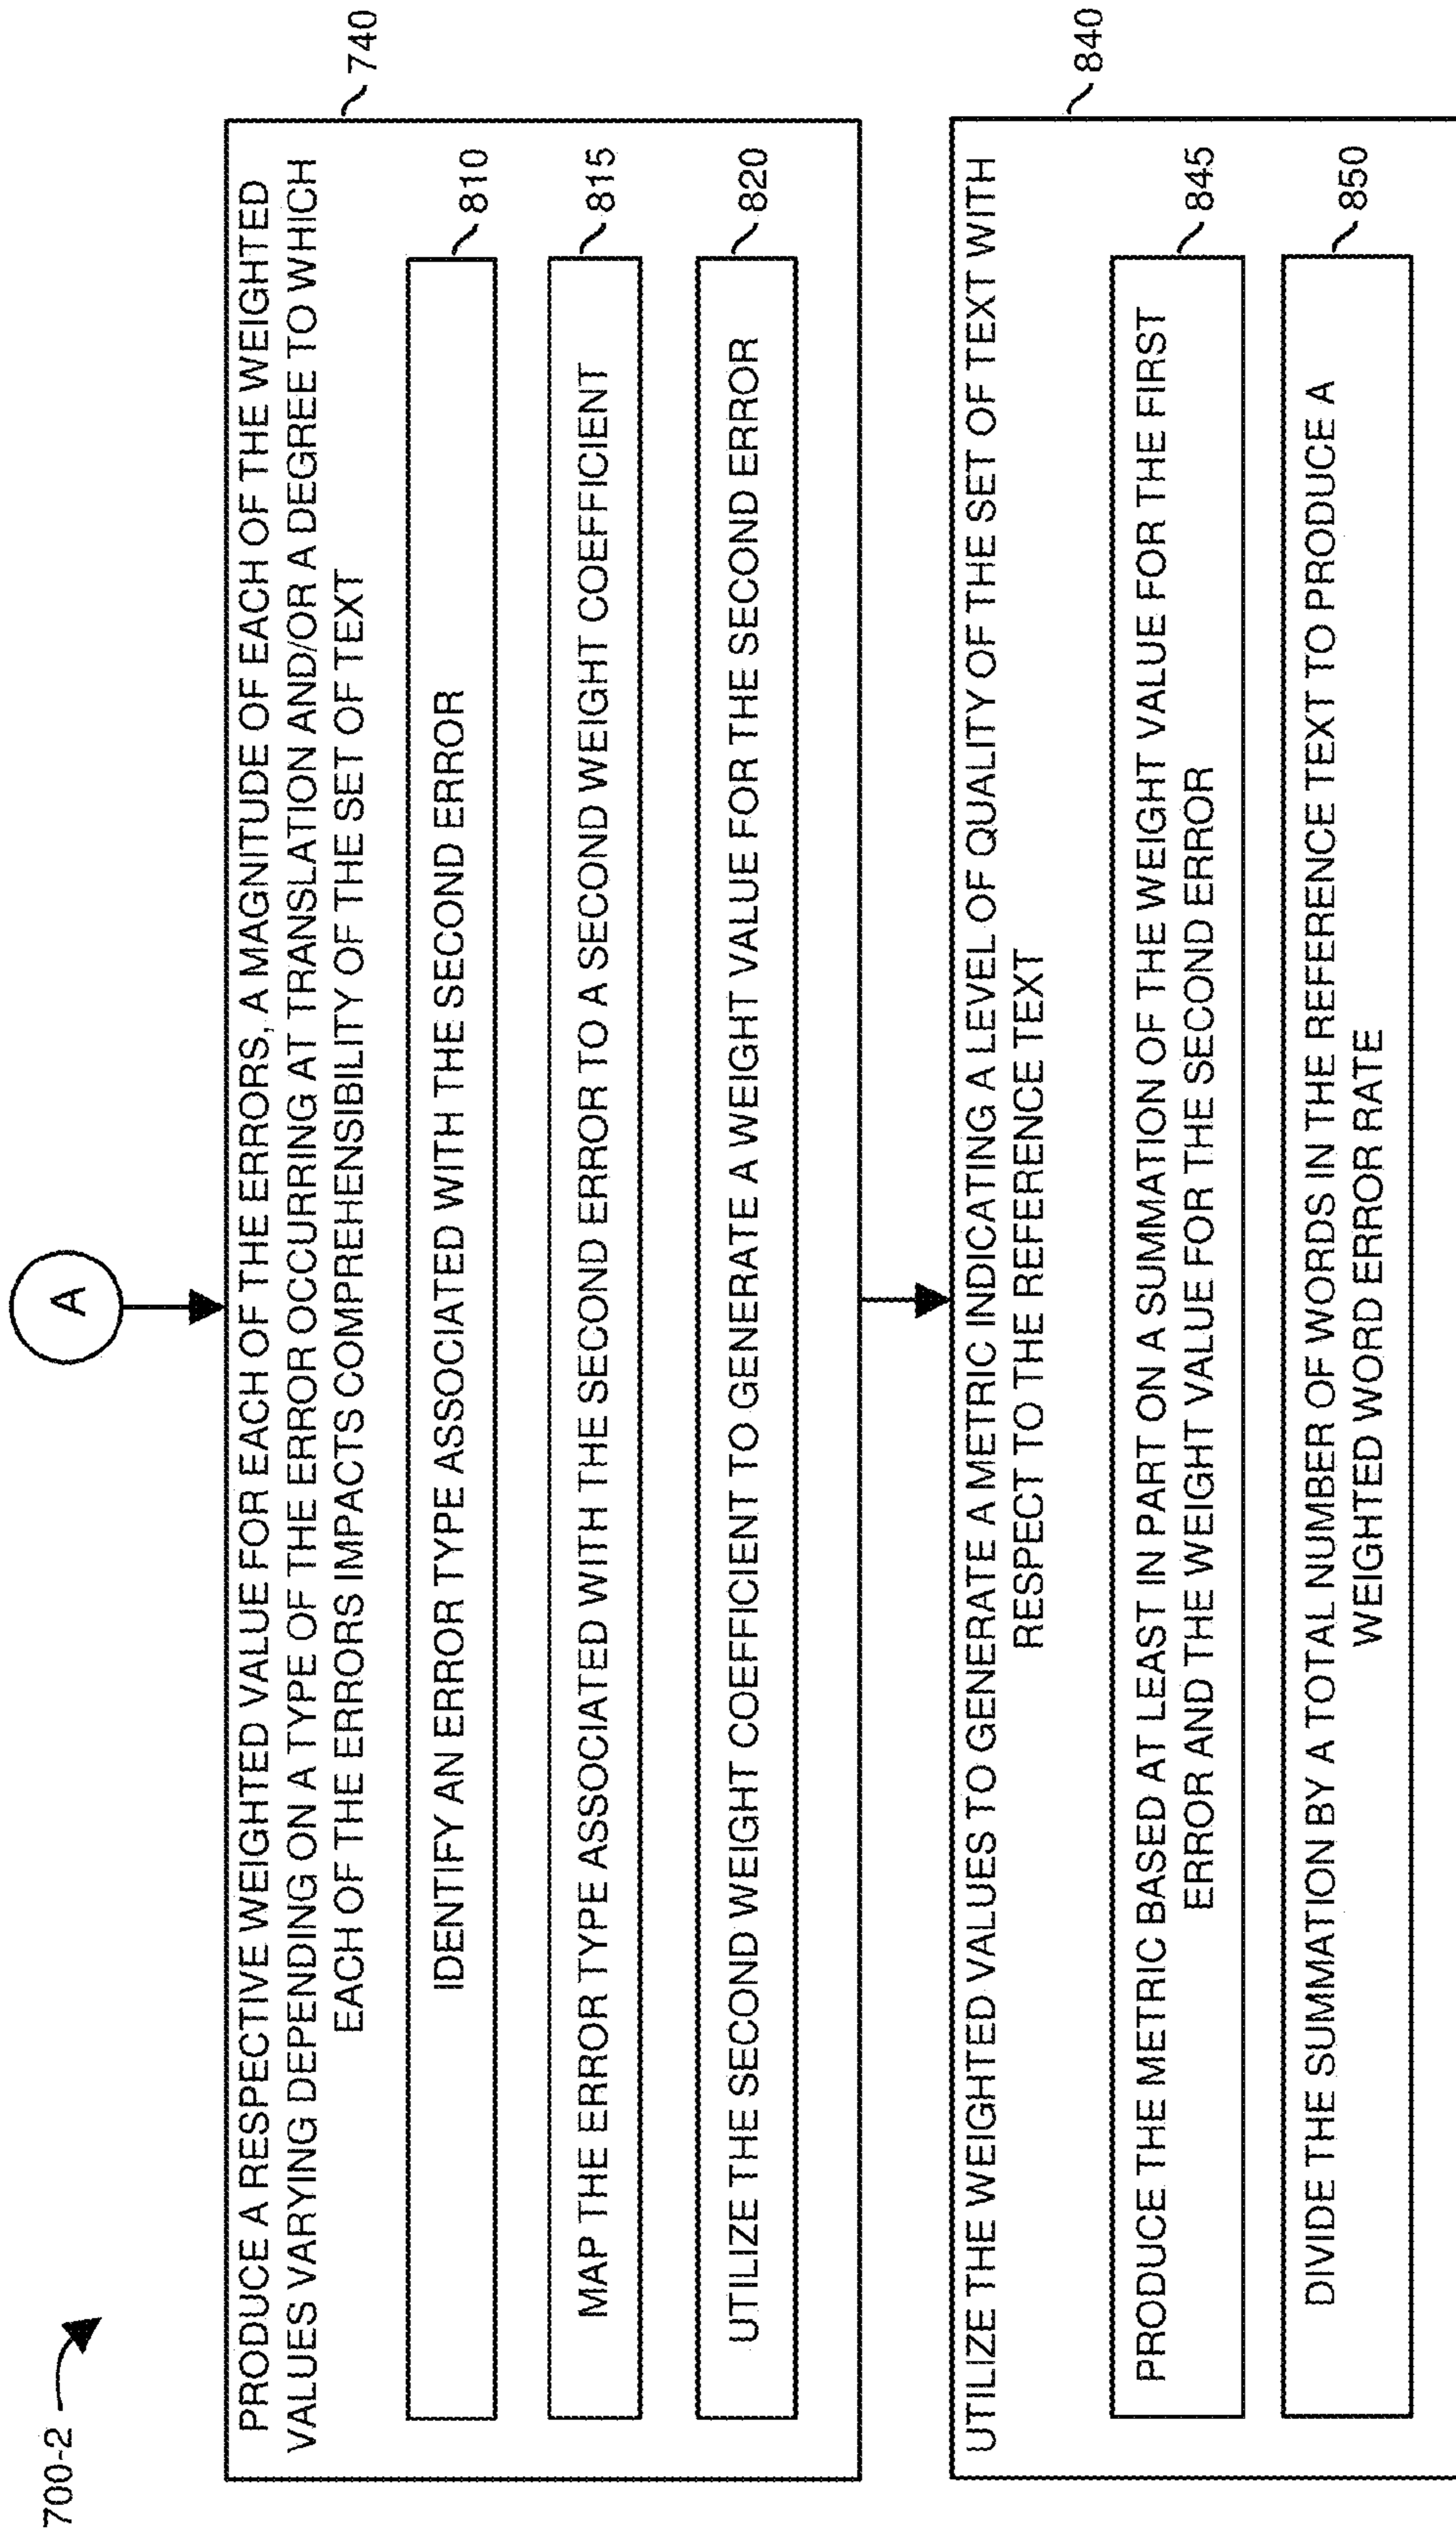 700-2
A
PRODUCE A RESPECTIVE WEIGHTED VALUE FOR EACH OF THE ERRORS, A MAGNITUDE OF EACH OF THE WEIGHTED
VALUES VARYING DEPENDING ON A TYPE OF THE ERROR OCCURRING AT TRANSLATION AND/OR A DEGREE TO WHICH
EACH OF THE ERRORS IMPACTS COMPREHENSIBILITY OF THE SET OF TEXT
740
IDENTIFY AN ERROR TYPE ASSOCIATED WITH THE SECOND ERROR
810
MAP THE ERROR TYPE ASSOCIATED WITH THE SECOND ERROR TO A SECOND WEIGHT COEFFICIENT
815
UTILIZE THE SECOND WEIGHT COEFFICIENT TO GENERATE A WEIGHT VALUE FOR THE SECOND ERROR
820
UTILIZE THE WEIGHTED VALUES TO GENERATE A METRIC INDICATING A LEVEL OF QUALITY OF THE SET OF TEXT WITH
RESPECT TO THE REFERENCE TEXT
840
PRODUCE THE METRIC BASED AT LEAST IN PART ON A SUMMATION OF THE WEIGHT VALUE FOR THE FIRST
ERROR AND THE WEIGHT VALUE FOR THE SECOND ERROR
845
DIVIDE THE SUMMATION BY A TOTAL NUMBER OF WORDS IN THE REFERENCE TEXT TO PRODUCE A
WEIGHTED WORD ERROR RATE
850